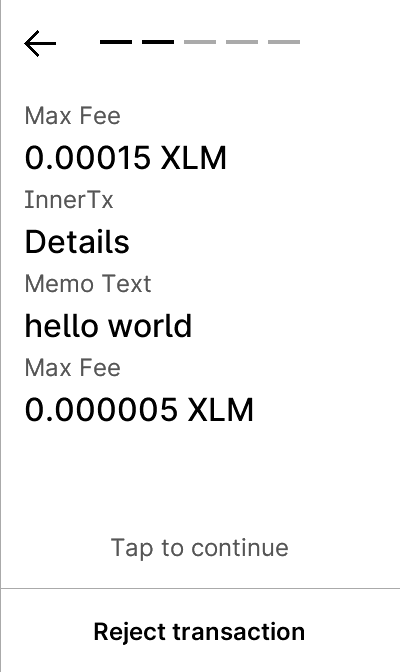 Max Fee
0.00015 XLM
InnerTx
Details
Memo Text
hello world
Max Fee
0.000005 XLM
Tap to continue
Reject transaction